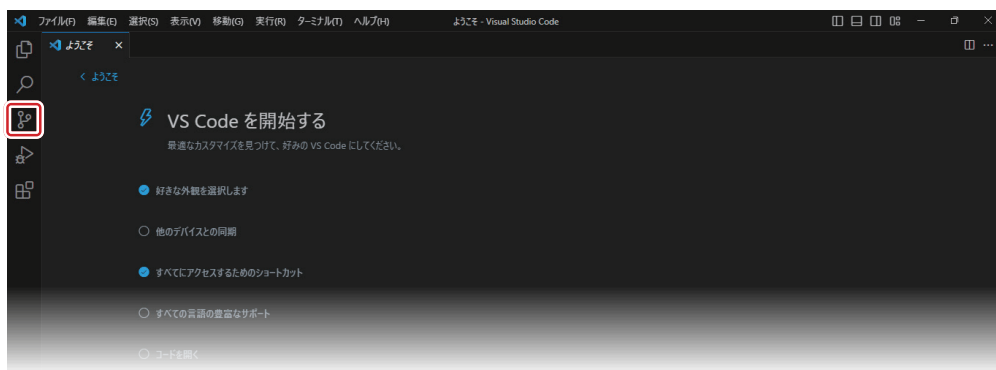 ファイル(F) 編集(E) 選択(S) 表示(V) 移動(G) 実行(R) ターミナル(T) ヘルプ(H) ようこそ - Visual Studio Code
ようこそ
ようこそ
VS Code を開始する
最適なカスタマイズを見つけて、好みの VS Code にしてください。
好きな外観を選択します
他のデバイスとの同期
すべてにアクセスするためのショートカット
すべての言語の豊富なサポート
コードを開く